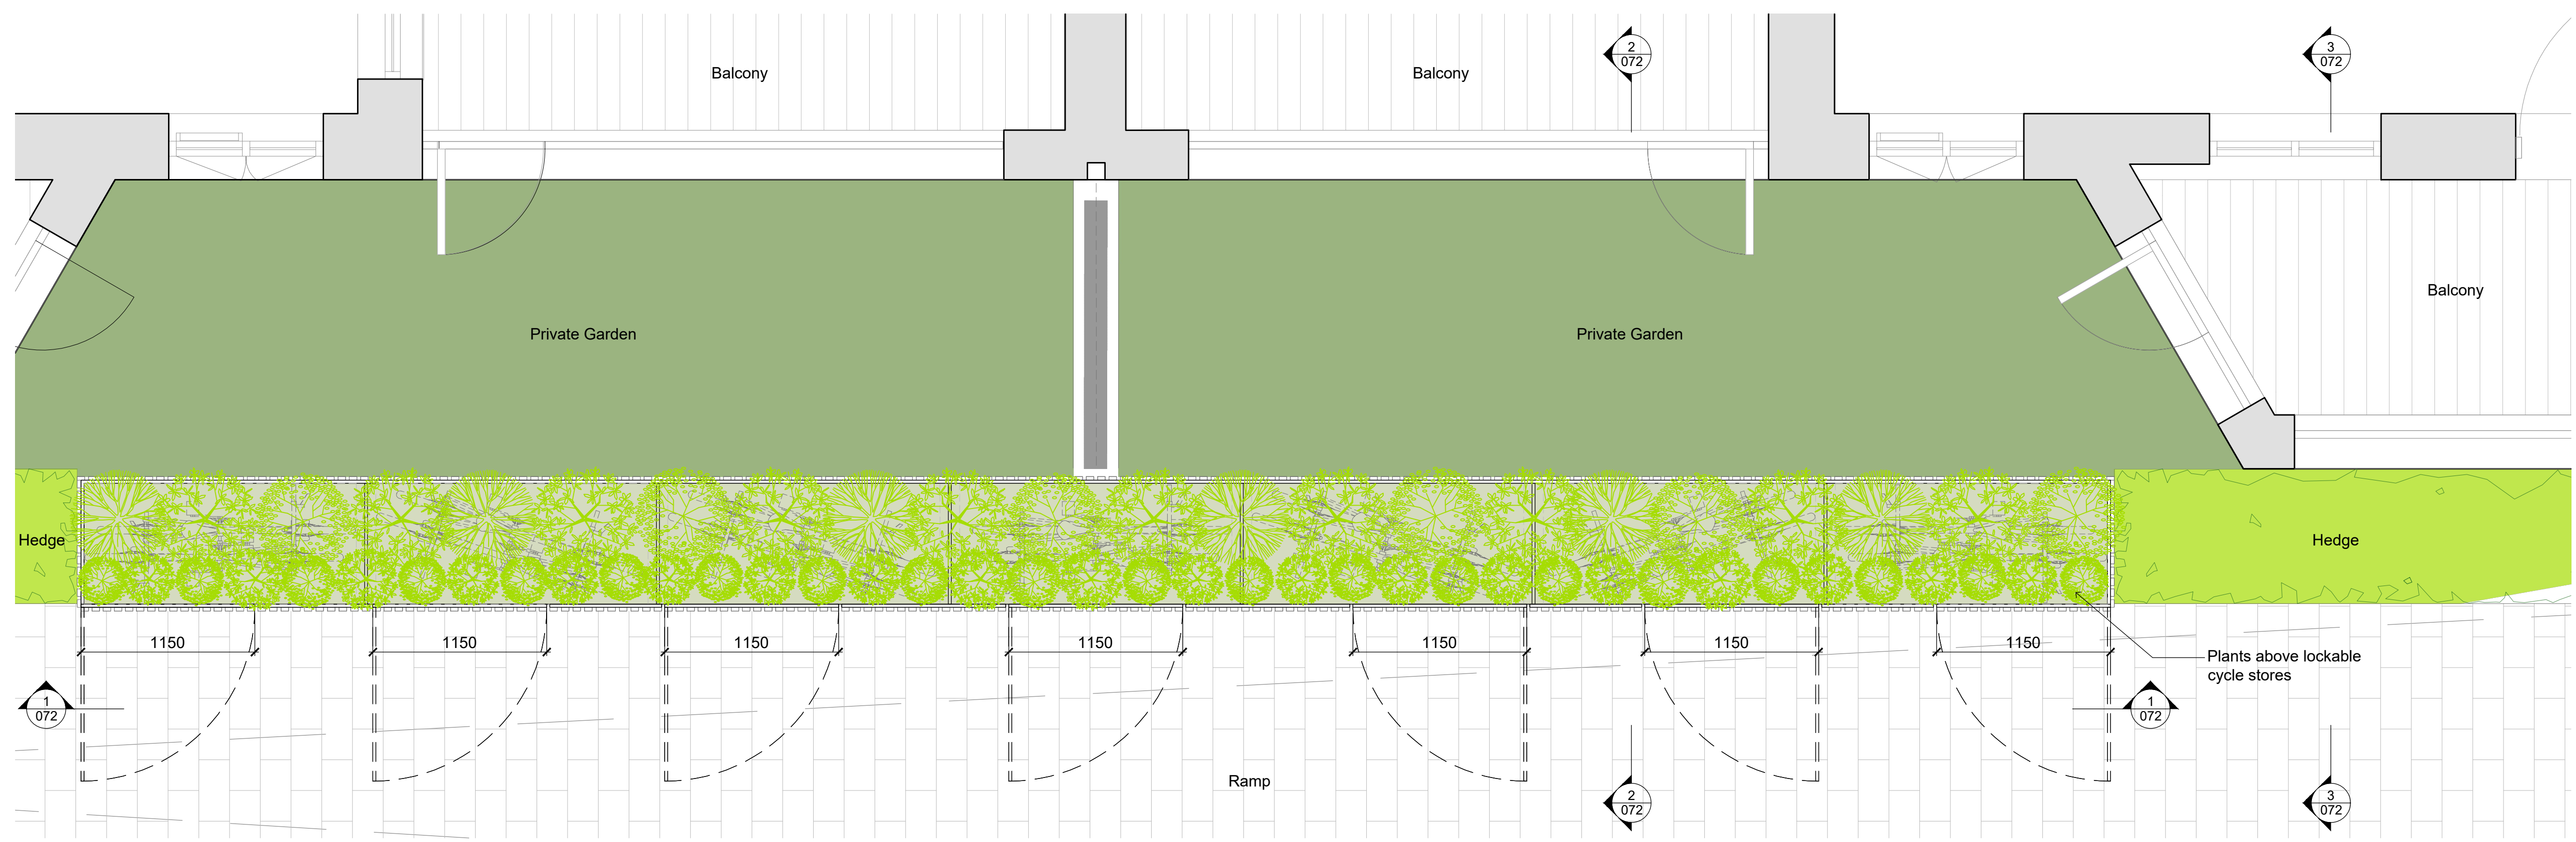 Balcony
Balcony
2
072
3
072
Balcony
Private Garden
Private Garden
Hedge
Hedge
1150
1150
1150
1150
1150
1150
1150
Plants above lockable
cycle stores
1
072
1
072
Ramp
2
072
3
072